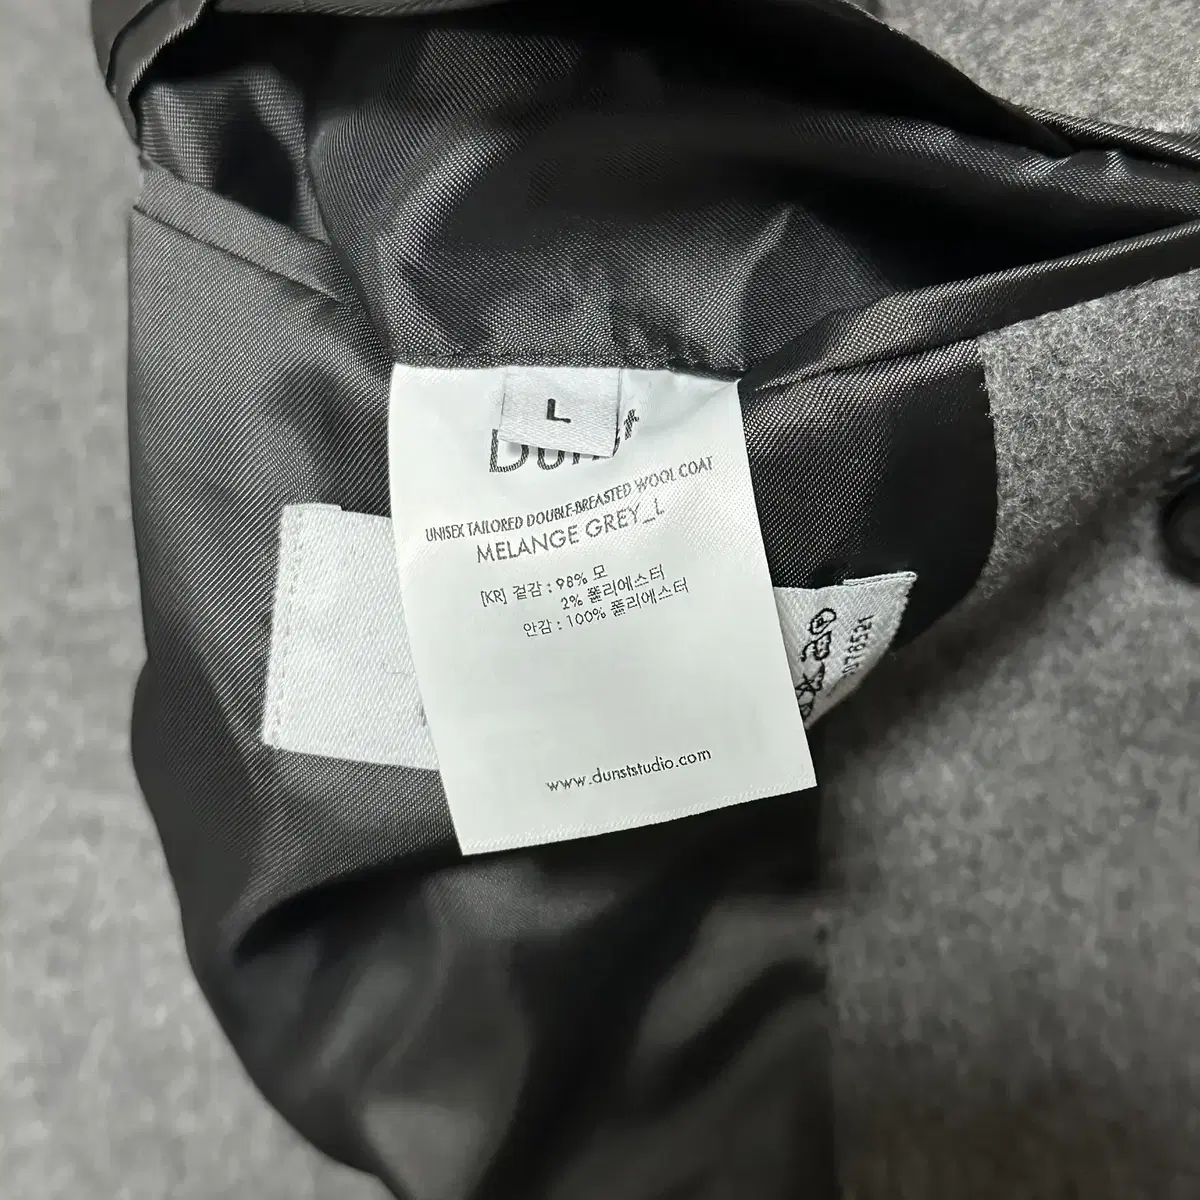 L
Dunst
UNISEX TAILORED DOUBLE-BREASTED WOOL COAT
MELANGE GREY_L
[KR] 겉감 : 98% 모
2% 폴리에스터
안감 : 100% 폴리에스터
www.dunststudio.com